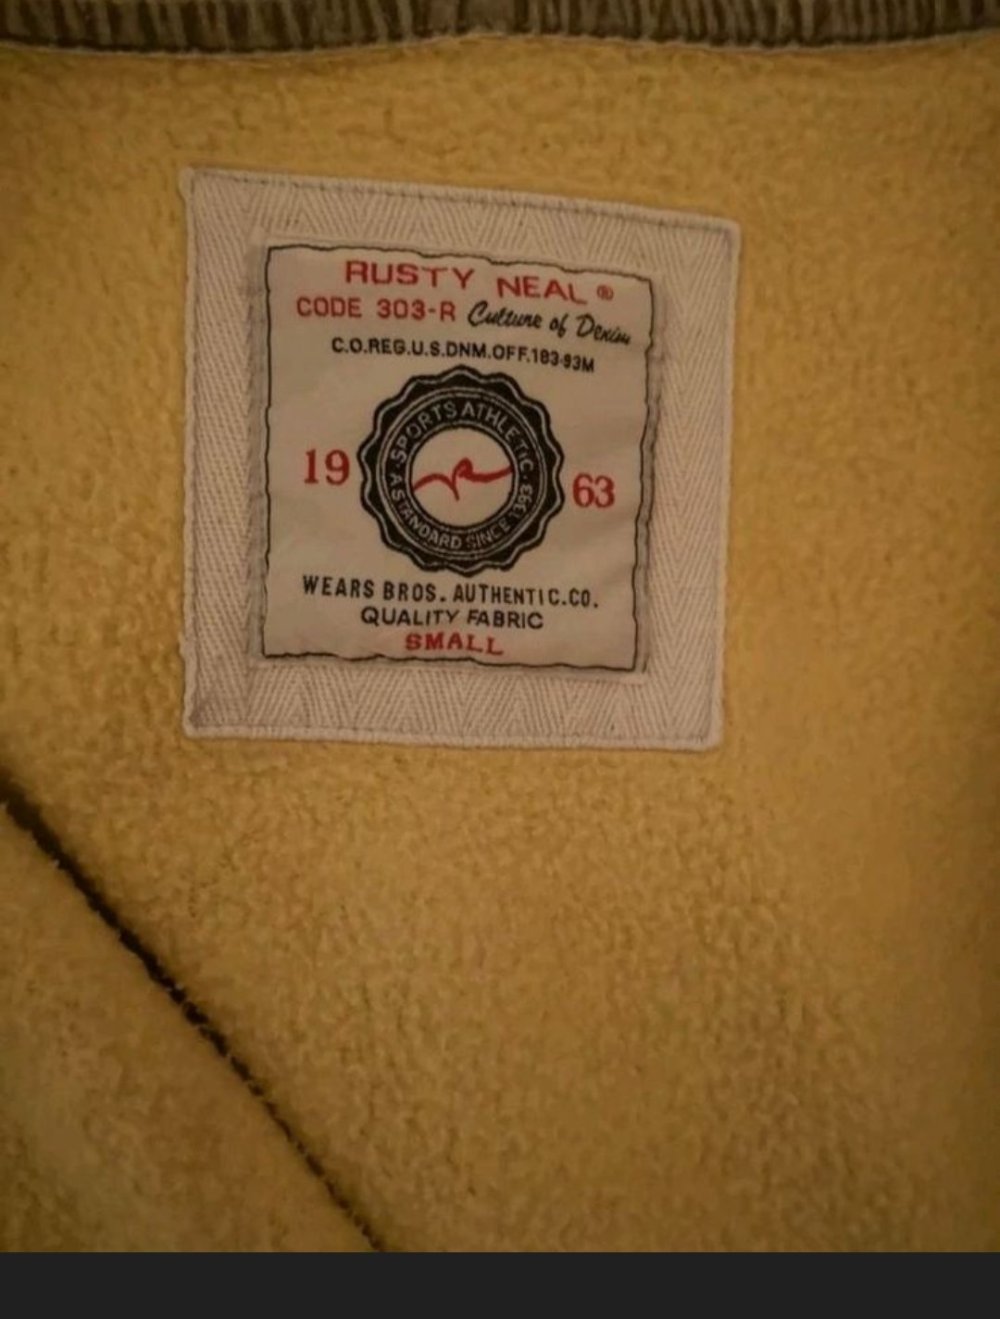 RUSTY NEAL ®
CODE 303-R Culture of Denim
C.O.REG.U.S.DNM.OFF.183-93M
SPORTS ATHLETIC
19
63
A STANDARD SINCE 1393
WEARS BROS. AUTHENTIC.CO.
QUALITY FABRIC
SMALL